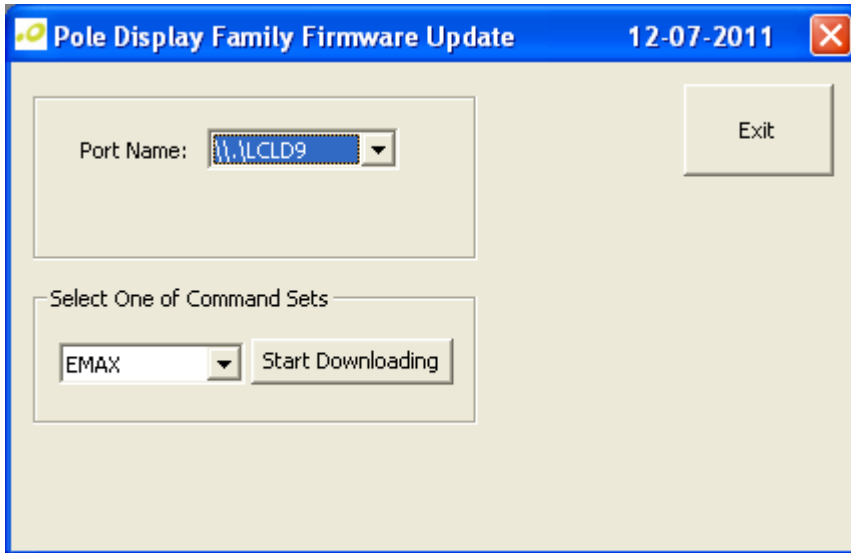 Pole Display Family Firmware Update 12-07-2011
Port Name: \\.\LCLD9
Exit
Select One of Command Sets
EMAX Start Downloading